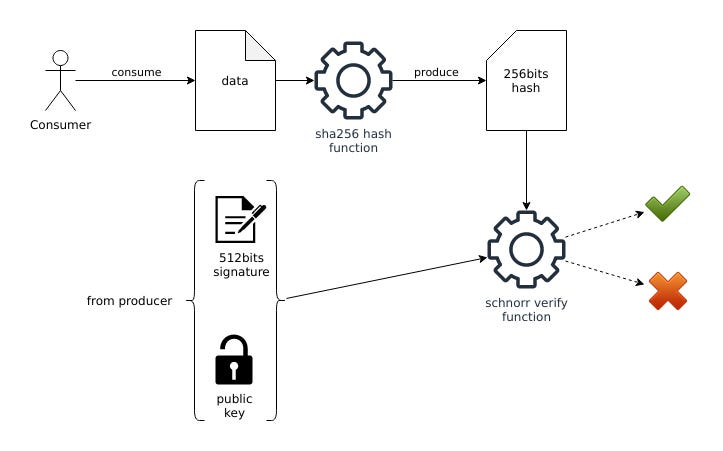 consume
data
produce
256bits
hash
Consumer
sha256 hash
function
512bits
signature
from producer
schnorr verify
function
public
key